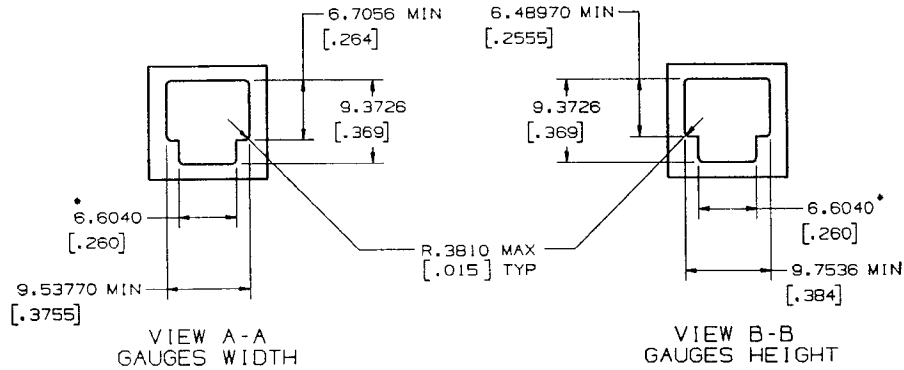 6.7056 MIN
[.264]
6.48970 MIN
[.2555]
9.3726
[.369]
9.3726
[.369]
*
6.6040
[.260]
6.6040*
[.260]
R.3810 MAX
[.015] TYP
9.53770 MIN
[.3755]
9.7536 MIN
[.384]
VIEW A-A
GAUGES WIDTH
VIEW B-B
GAUGES HEIGHT